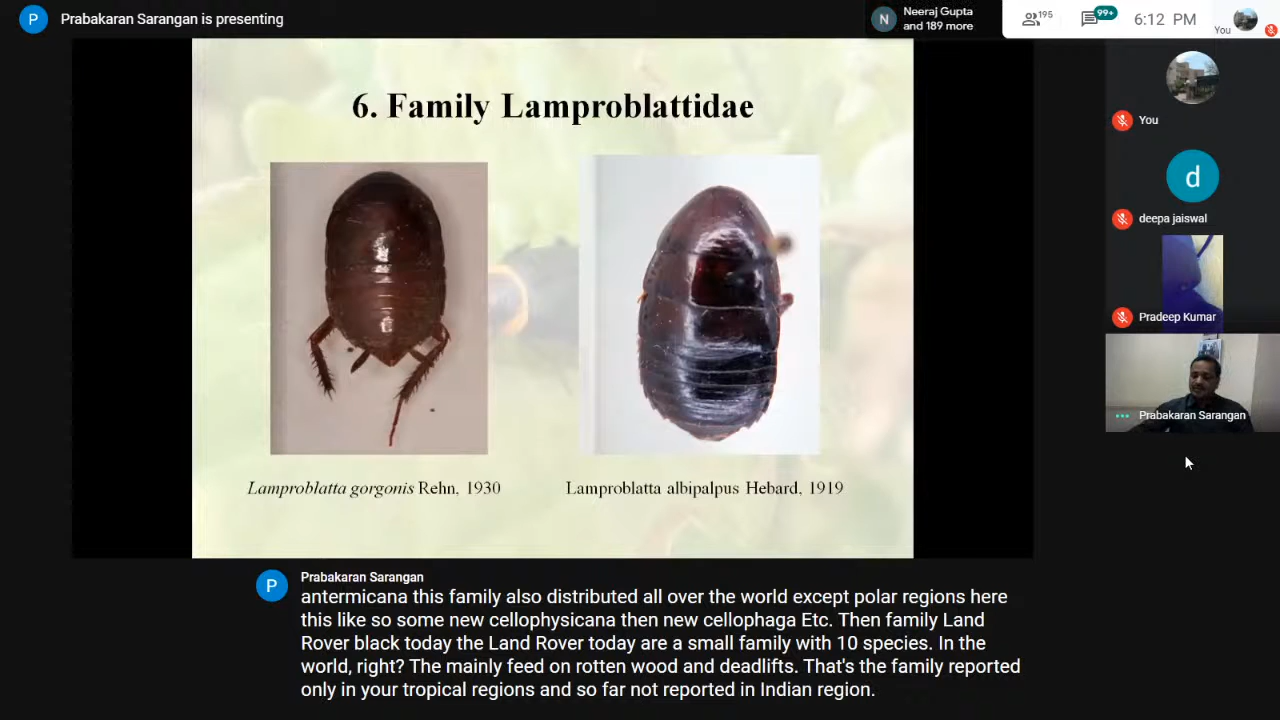 P Prabakaran Sarangan is presenting
N Neeraj Gupta
and 189 more
195
99+
6:12 PM
You
6. Family Lamproblattidae
Lamproblatta gorgonis Rehn, 1930
Lamproblatta albipalpus Hebard, 1919
You
d
deepa jaiswal
Pradeep Kumar
Prabakaran Sarangan
P Prabakaran Sarangan
antermicana this family also distributed all over the world except polar regions here
this like so some new cellophysicana then new cellophaga Etc. Then family Land
Rover black today the Land Rover today are a small family with 10 species. In the
world, right? The mainly feed on rotten wood and deadlifts. That's the family reported
only in your tropical regions and so far not reported in Indian region.